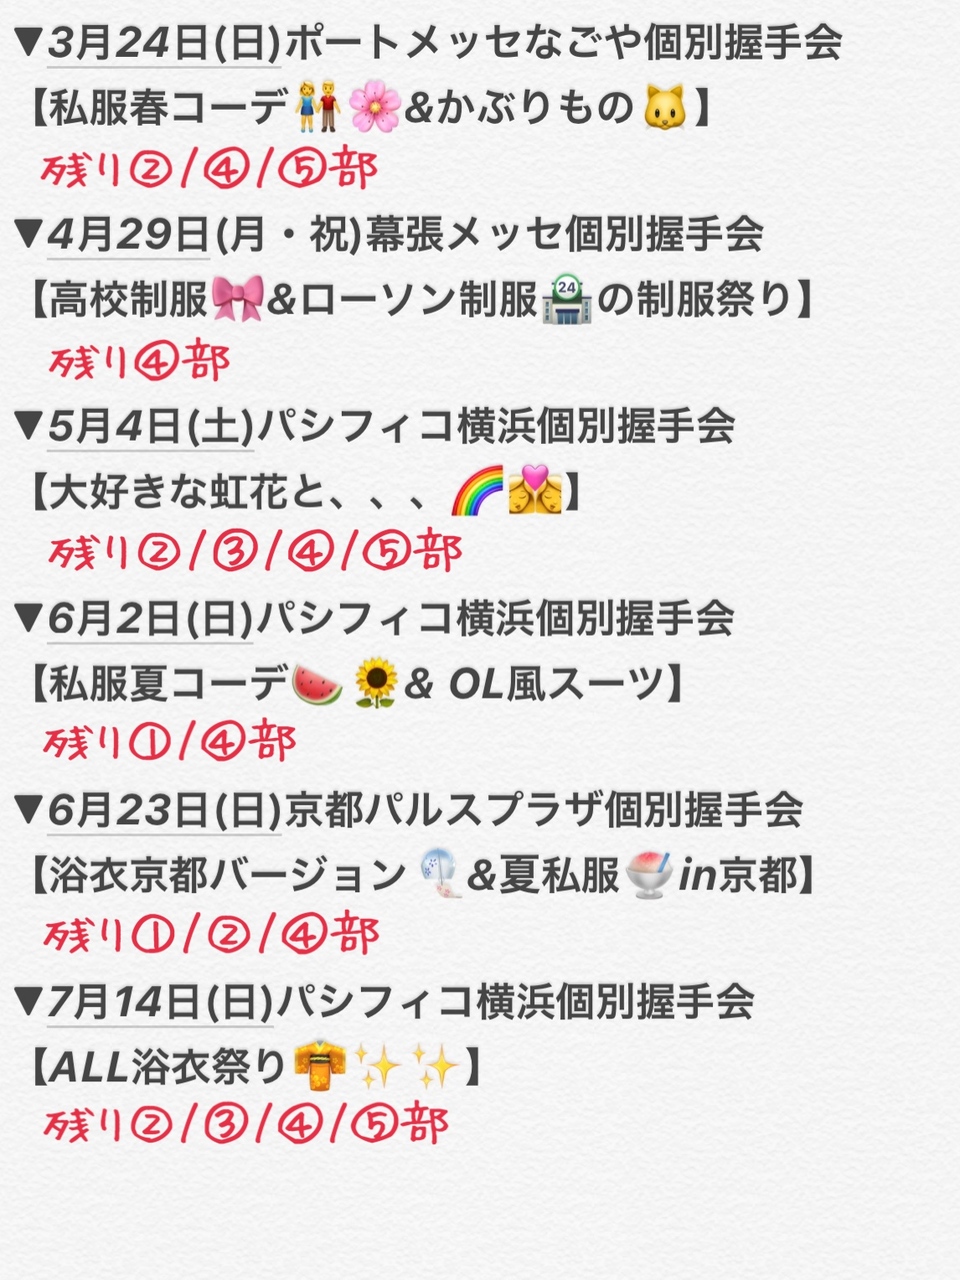 ▼3月24日(日)ポートメッセなごや個別握手会
【私服春コーデ👫🌸&かぶりもの🐱】
残り②/④/⑤部
▼4月29日(月・祝)幕張メッセ個別握手会
【高校制服🎀&ローソン制服🏪の制服祭り】
残り④部
▼5月4日(土)パシフィコ横浜個別握手会
【大好きな虹花と、、、🌈👩‍❤️‍💋‍👩】
残り②/③/④/⑤部
▼6月2日(日)パシフィコ横浜個別握手会
【私服夏コーデ🍉🌻& OL風スーツ】
残り①/④部
▼6月23日(日)京都パルスプラザ個別握手会
【浴衣京都バージョン🎐&夏私服🍧in京都】
残り①/②/④部
▼7月14日(日)パシフィコ横浜個別握手会
【ALL浴衣祭り👘✨✨】
残り②/③/④/⑤部